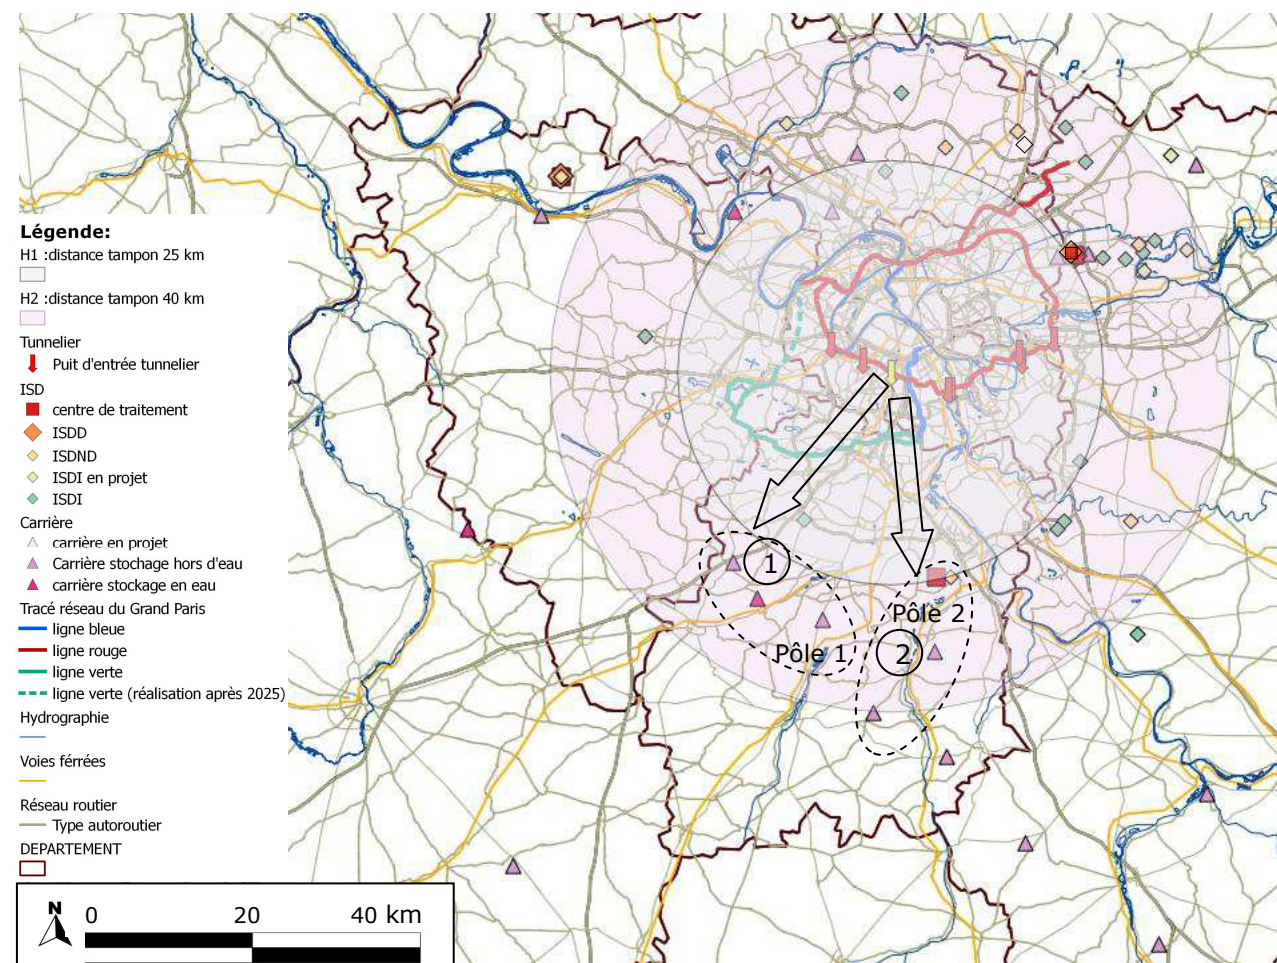 Légende:
H1 :distance tampon 25 km
H2 :distance tampon 40 km
Tunnelier
Puit d'entrée tunnelier
ISD
centre de traitement
ISDD
ISDND
ISDI en projet
ISDI
Carrière
carrière en projet
Carrière stochage hors d'eau
carrière stockage en eau
Tracé réseau du Grand Paris
ligne bleue
ligne rouge
ligne verte
ligne verte (réalisation après 2025)
Hydrographie
Voies férrées
Réseau routier
Type autoroutier
DEPARTEMENT
N
0 20 40 km
1
Pôle 1
Pôle 2
2